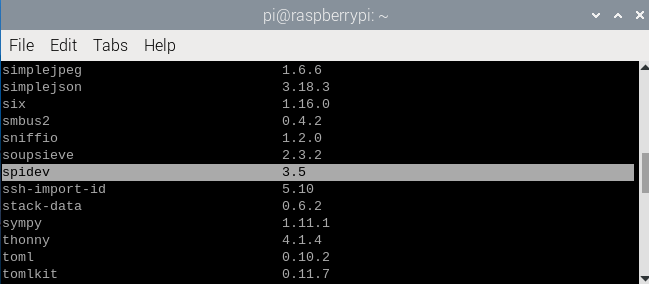 pi@raspberrypi: ~
File Edit Tabs Help
simplejpeg 1.6.6
simplejson 3.18.3
six 1.16.0
smbus2 0.4.2
sniffio 1.2.0
soupsieve 2.3.2
spidev 3.5
ssh-import-id 5.10
stack-data 0.6.2
sympy 1.11.1
thonny 4.1.4
toml 0.10.2
tomlkit 0.11.7